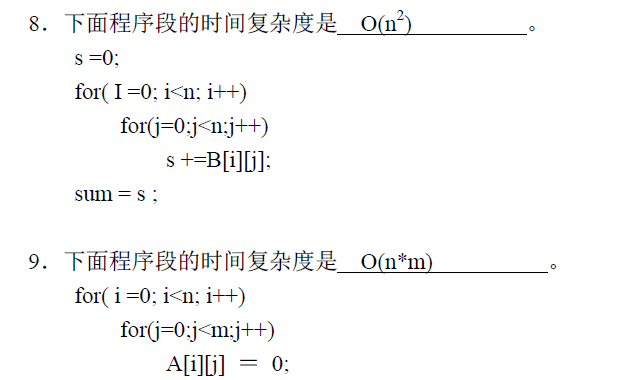 8．下面程序段的时间复杂度是 O(n²) 。
s =0;
for( I =0; i<n; i++)
for(j=0;j<n;j++)
s +=B[i][j];
sum = s ;
9．下面程序段的时间复杂度是 O(n*m) 。
for( i =0; i<n; i++)
for(j=0;j<m;j++)
A[i][j] ＝ 0;